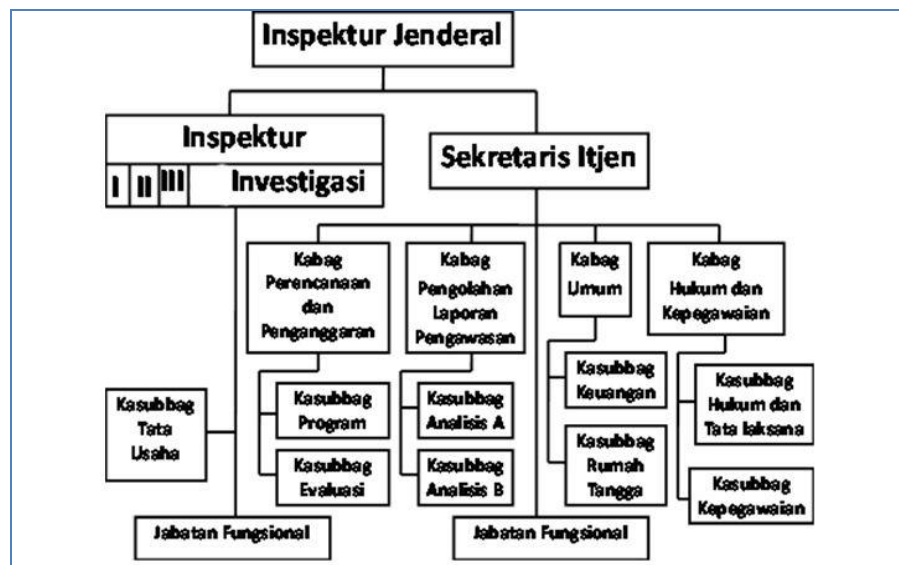 Inspektur Jenderal
Inspektur
I II III Investigasi
Sekretaris Itjen
Kabag
Perencanaan
dan
Penganggaran
Kabag
Pengolahan
Laporan
Pengawasan
Kabag
Umum
Kabag
Hukum dan
Kepegawaian
Kasubbag
Tata
Usaha
Kasubbag
Program
Kasubbag
Evaluasi
Kasubbag
Analisis A
Kasubbag
Analisis B
Kasubbag
Keuangan
Kasubbag
Rumah
Tangga
Kasubbag
Hukum dan
Tata laksana
Kasubbag
Kepegawaian
Jabatan Fungsional
Jabatan Fungsional